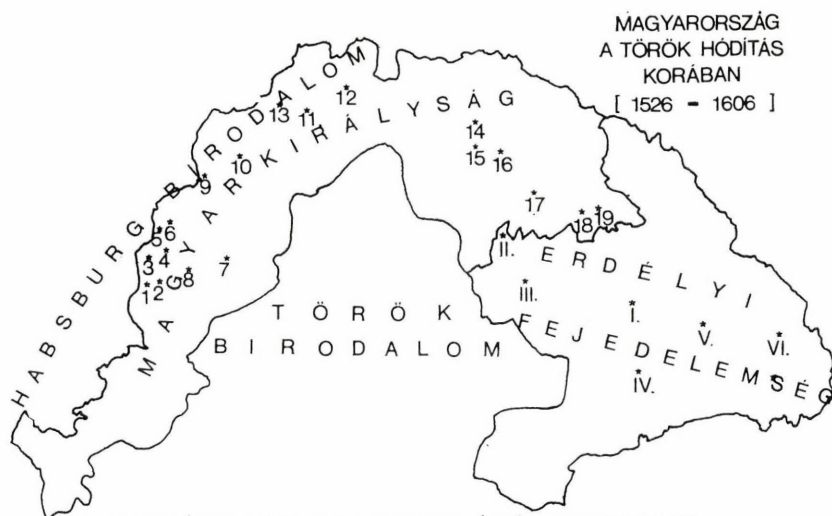 MAGYARORSZÁG
A TÖRÖK HÓDÍTÁS
KORÁBAN
[ 1526 - 1606 ]
HABSBURG BIRODALOM
MAGYAR KIRÁLYSÁG
TÖRÖK
BIRODALOM
ERDÉLYI
FEJEDELEMSÉG
12
13
11
14
10
15
16
9
17
18
19
6
5
II.
3
4
7
8
1
2
III.
I.
V.
VI.
IV.